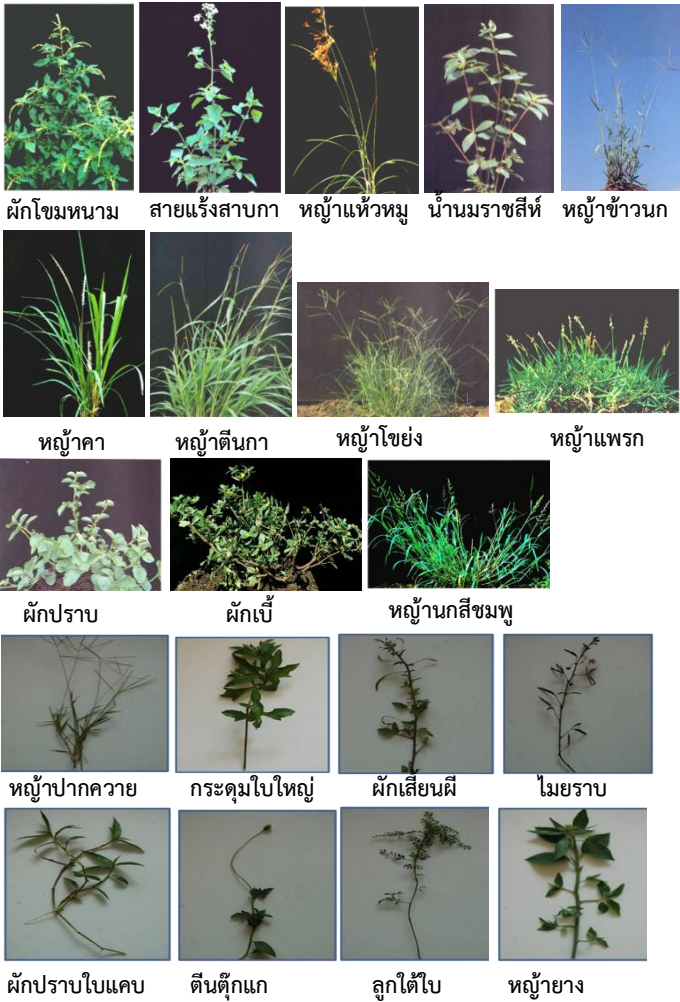 ผักโขมหนาม สายแร้งสาบกา หญ้าแห้วหมู น้ำนมราชสีห์ หญ้าข้าวนก
หญ้าคา หญ้าตีนกา หญ้าโขย่ง หญ้าแพรก
ผักปราบ ผักเบี้ หญ้านกสีชมพู
หญ้าปากควาย กระดุมใบใหญ่ ผักเสี้ยนผี ไมยราบ
ผักปราบใบแคบ ตีนตุ๊กแก ลูกใต้ใบ หญ้ายาง